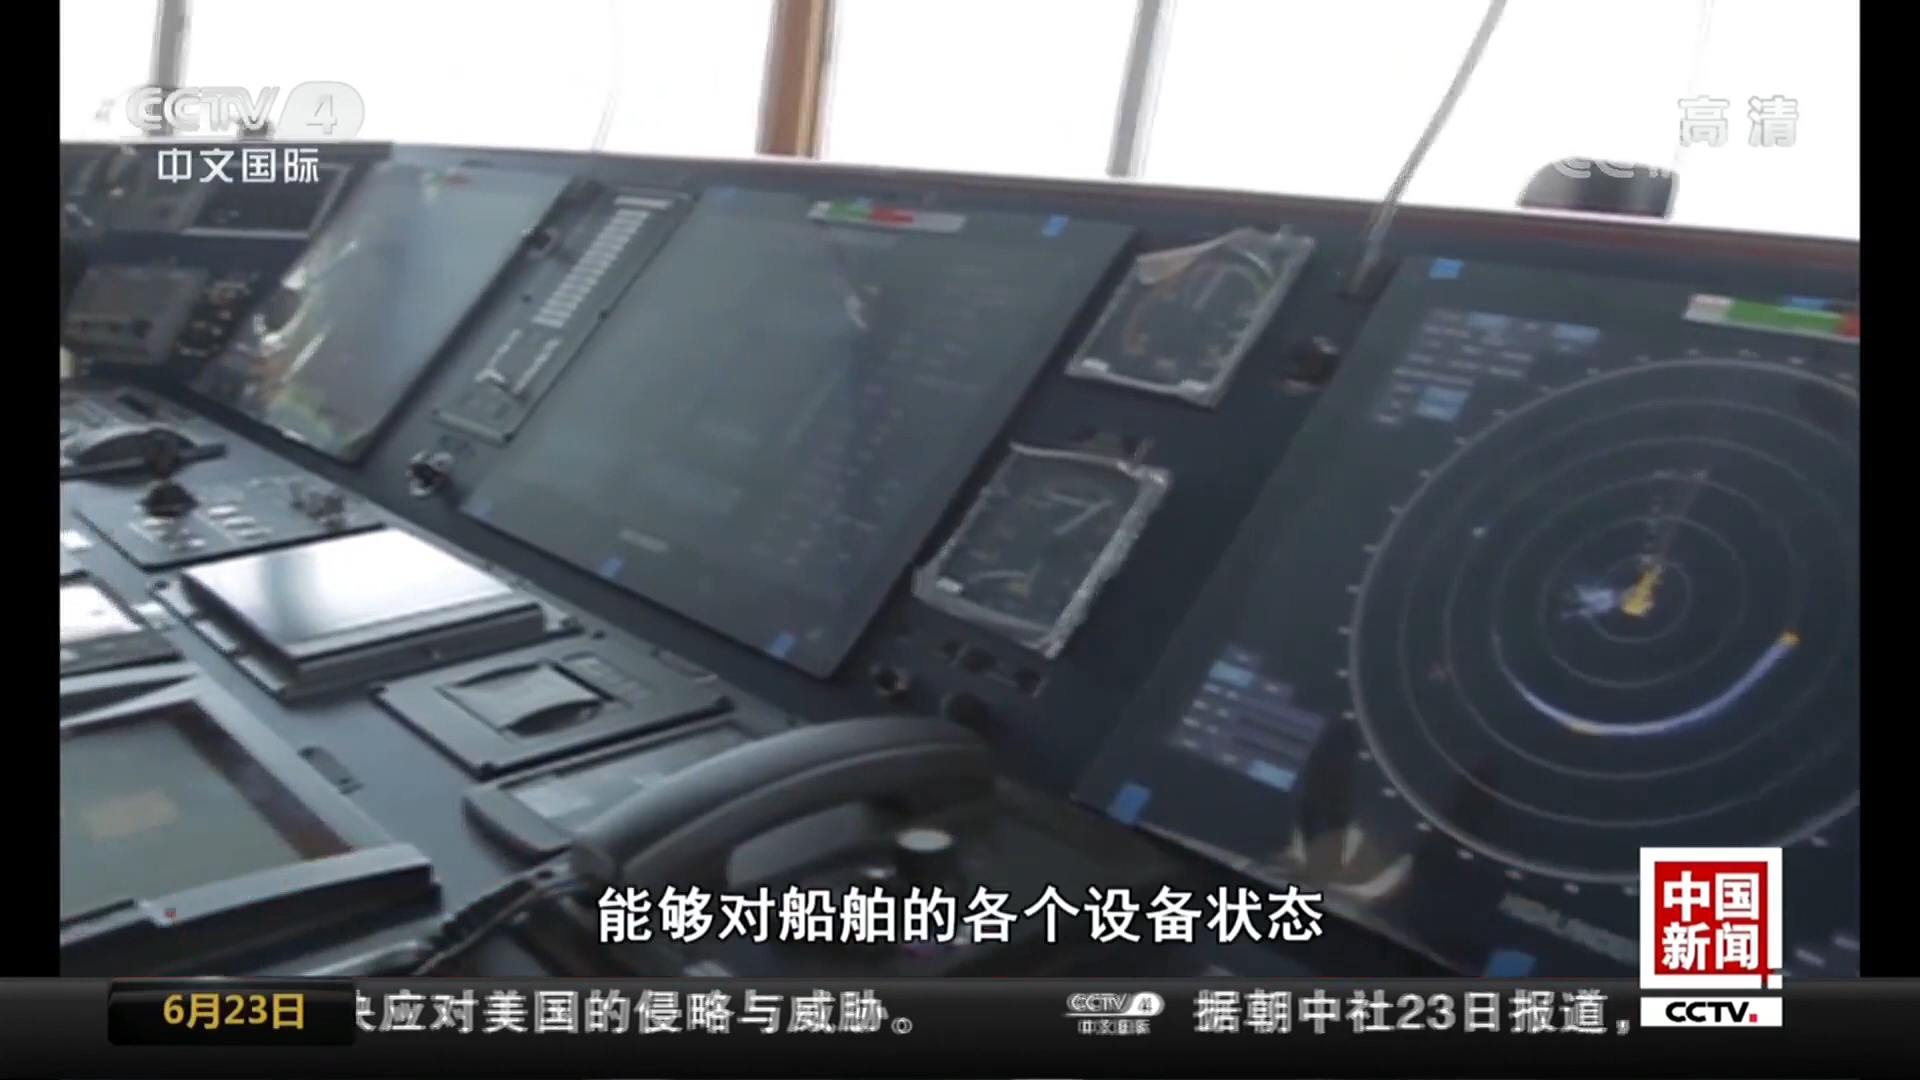 CCTV 4
中文国际
高清
能够对船舶的各个设备状态
中国
新闻
CCTV.
6月23日
应对美国的侵略与威胁。
CCTV 4
中文国际
据朝中社23日报道，